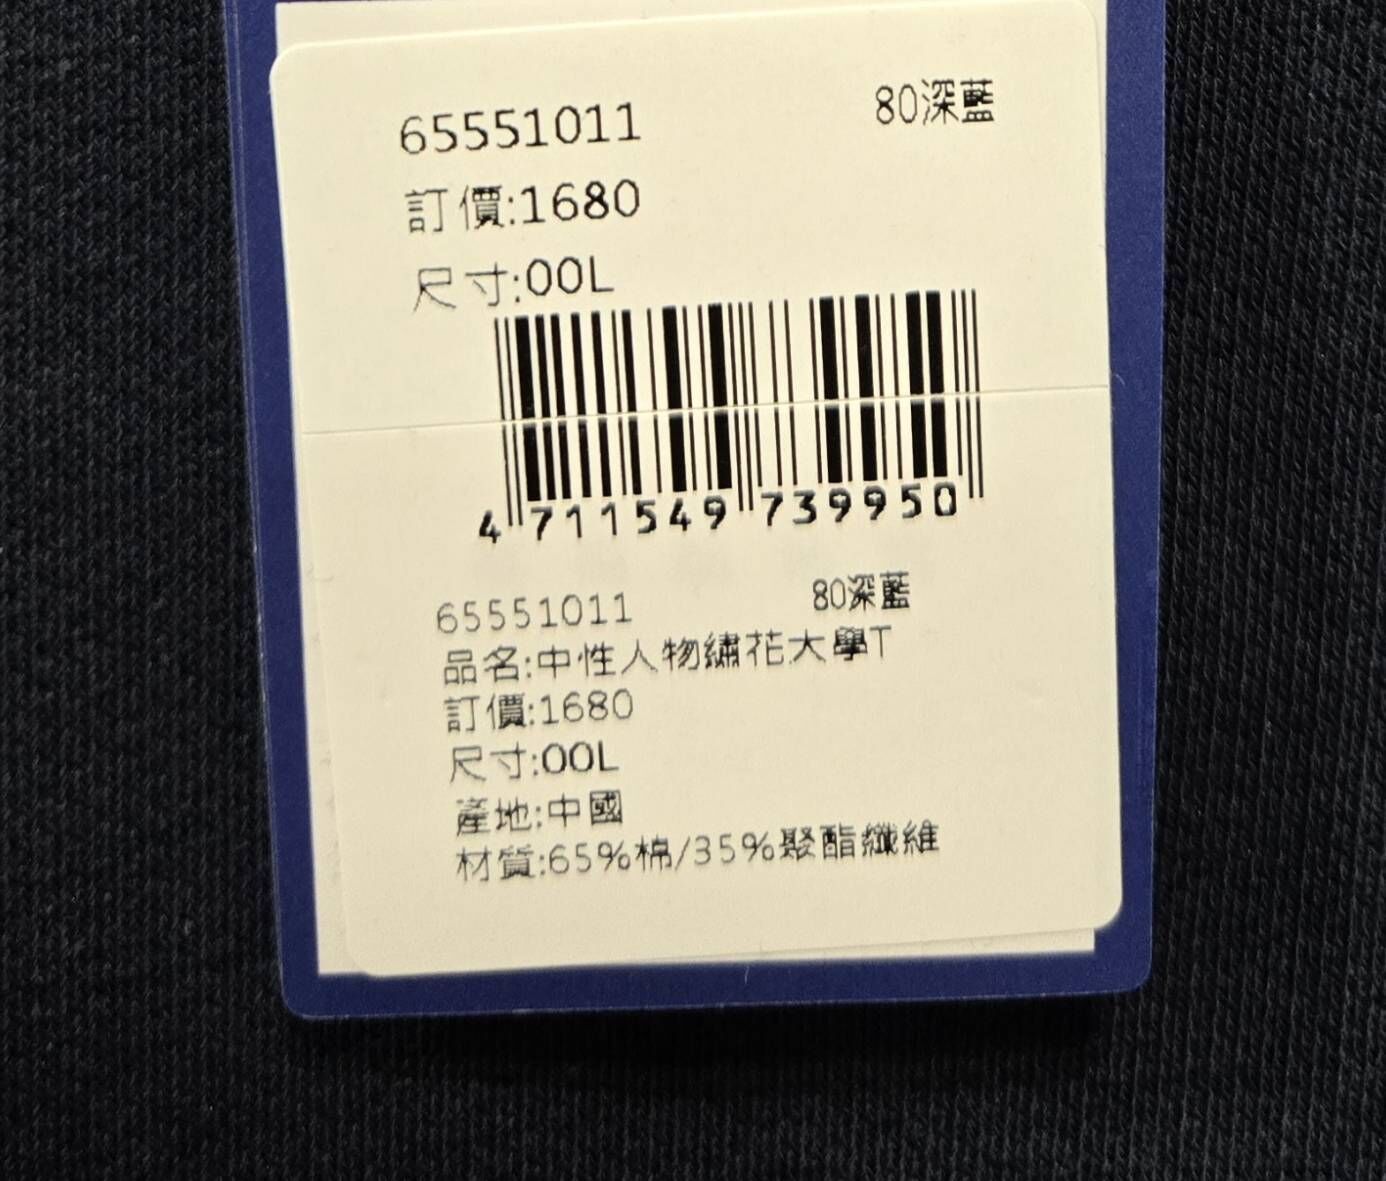 65551011 80深藍
訂價:1680
尺寸:00L
4 711549 739950
65551011 80深藍
品名:中性人物繡花大學T
訂價:1680
尺寸:00L
產地:中國
材質:65%棉/35%聚酯纖維